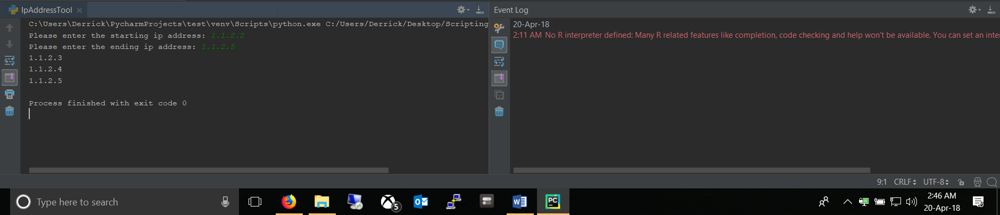 IpAddressTool
C:\Users\Derrick\PycharmProjects\test\venv\Scripts\python.exe C:/Users/Derrick/Desktop/Scripting
Please enter the starting ip address: 1.1.2.2
Please enter the ending ip address: 1.1.2.5
1.1.2.3
1.1.2.4
1.1.2.5
Process finished with exit code 0
Event Log
20-Apr-18
2:11 AM No R interpreter defined: Many R related features like completion, code checking and help won't be available. You can set an inte
9:1 CRLF UTF-8
Type here to search
5
PC
2:46 AM
20-Apr-18